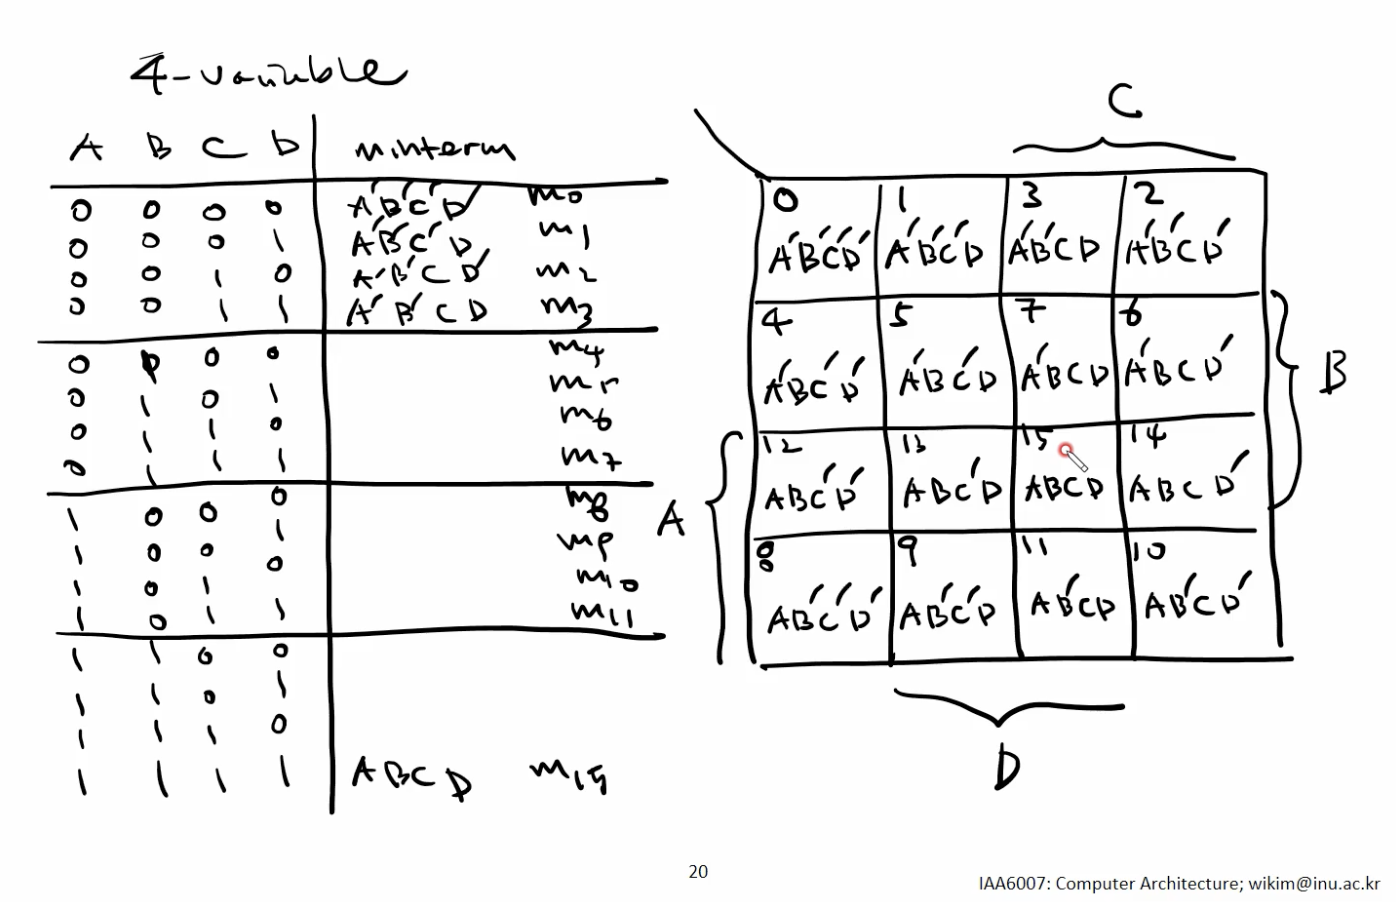 4-variable
A B C D minterm
0 0 0 0 A'B'C'D' m0
0 0 0 1 A'B'C'D m1
0 0 1 0 A'B'CD' m2
0 0 1 1 A'B'CD m3
0 0 0 m4
0 1 0 1 m5
0 1 1 0 m6
0 1 1 1 m7
1 0 0 0 m8
1 0 0 1 m9
1 0 1 0 m10
1 0 1 1 m11
1 1 0 0
1 1 0 1
1 1 1 0
1 1 1 1 ABCD m15
C
0 1 3 2
A'B'C'D' A'B'C'D A'B'CD A'B'CD'
4 5 7 6
A'BC'D' A'BC'D A'BCD A'BCD'
B
12 13 15 14
ABC'D' ABC'D ABCD ABCD'
A
8 9 11 10
AB'C'D' AB'C'D AB'CD AB'CD'
D
20
IAA6007: Computer Architecture; wikim@inu.ac.kr